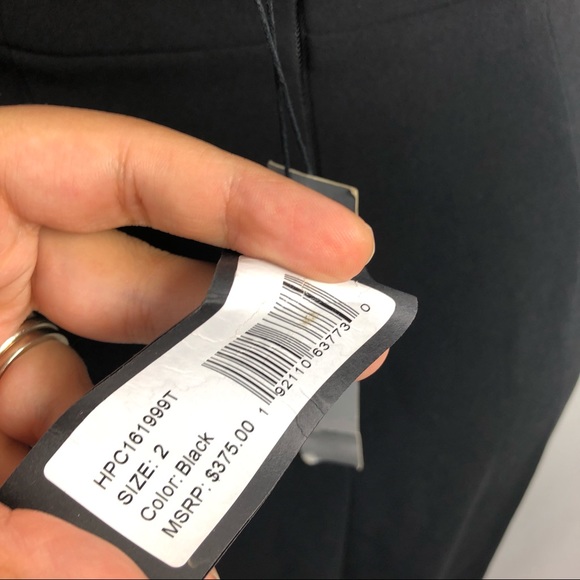 HPC161999T
SIZE: 2
Color: Black
MSRP: $375.00
1 92110 63773 0